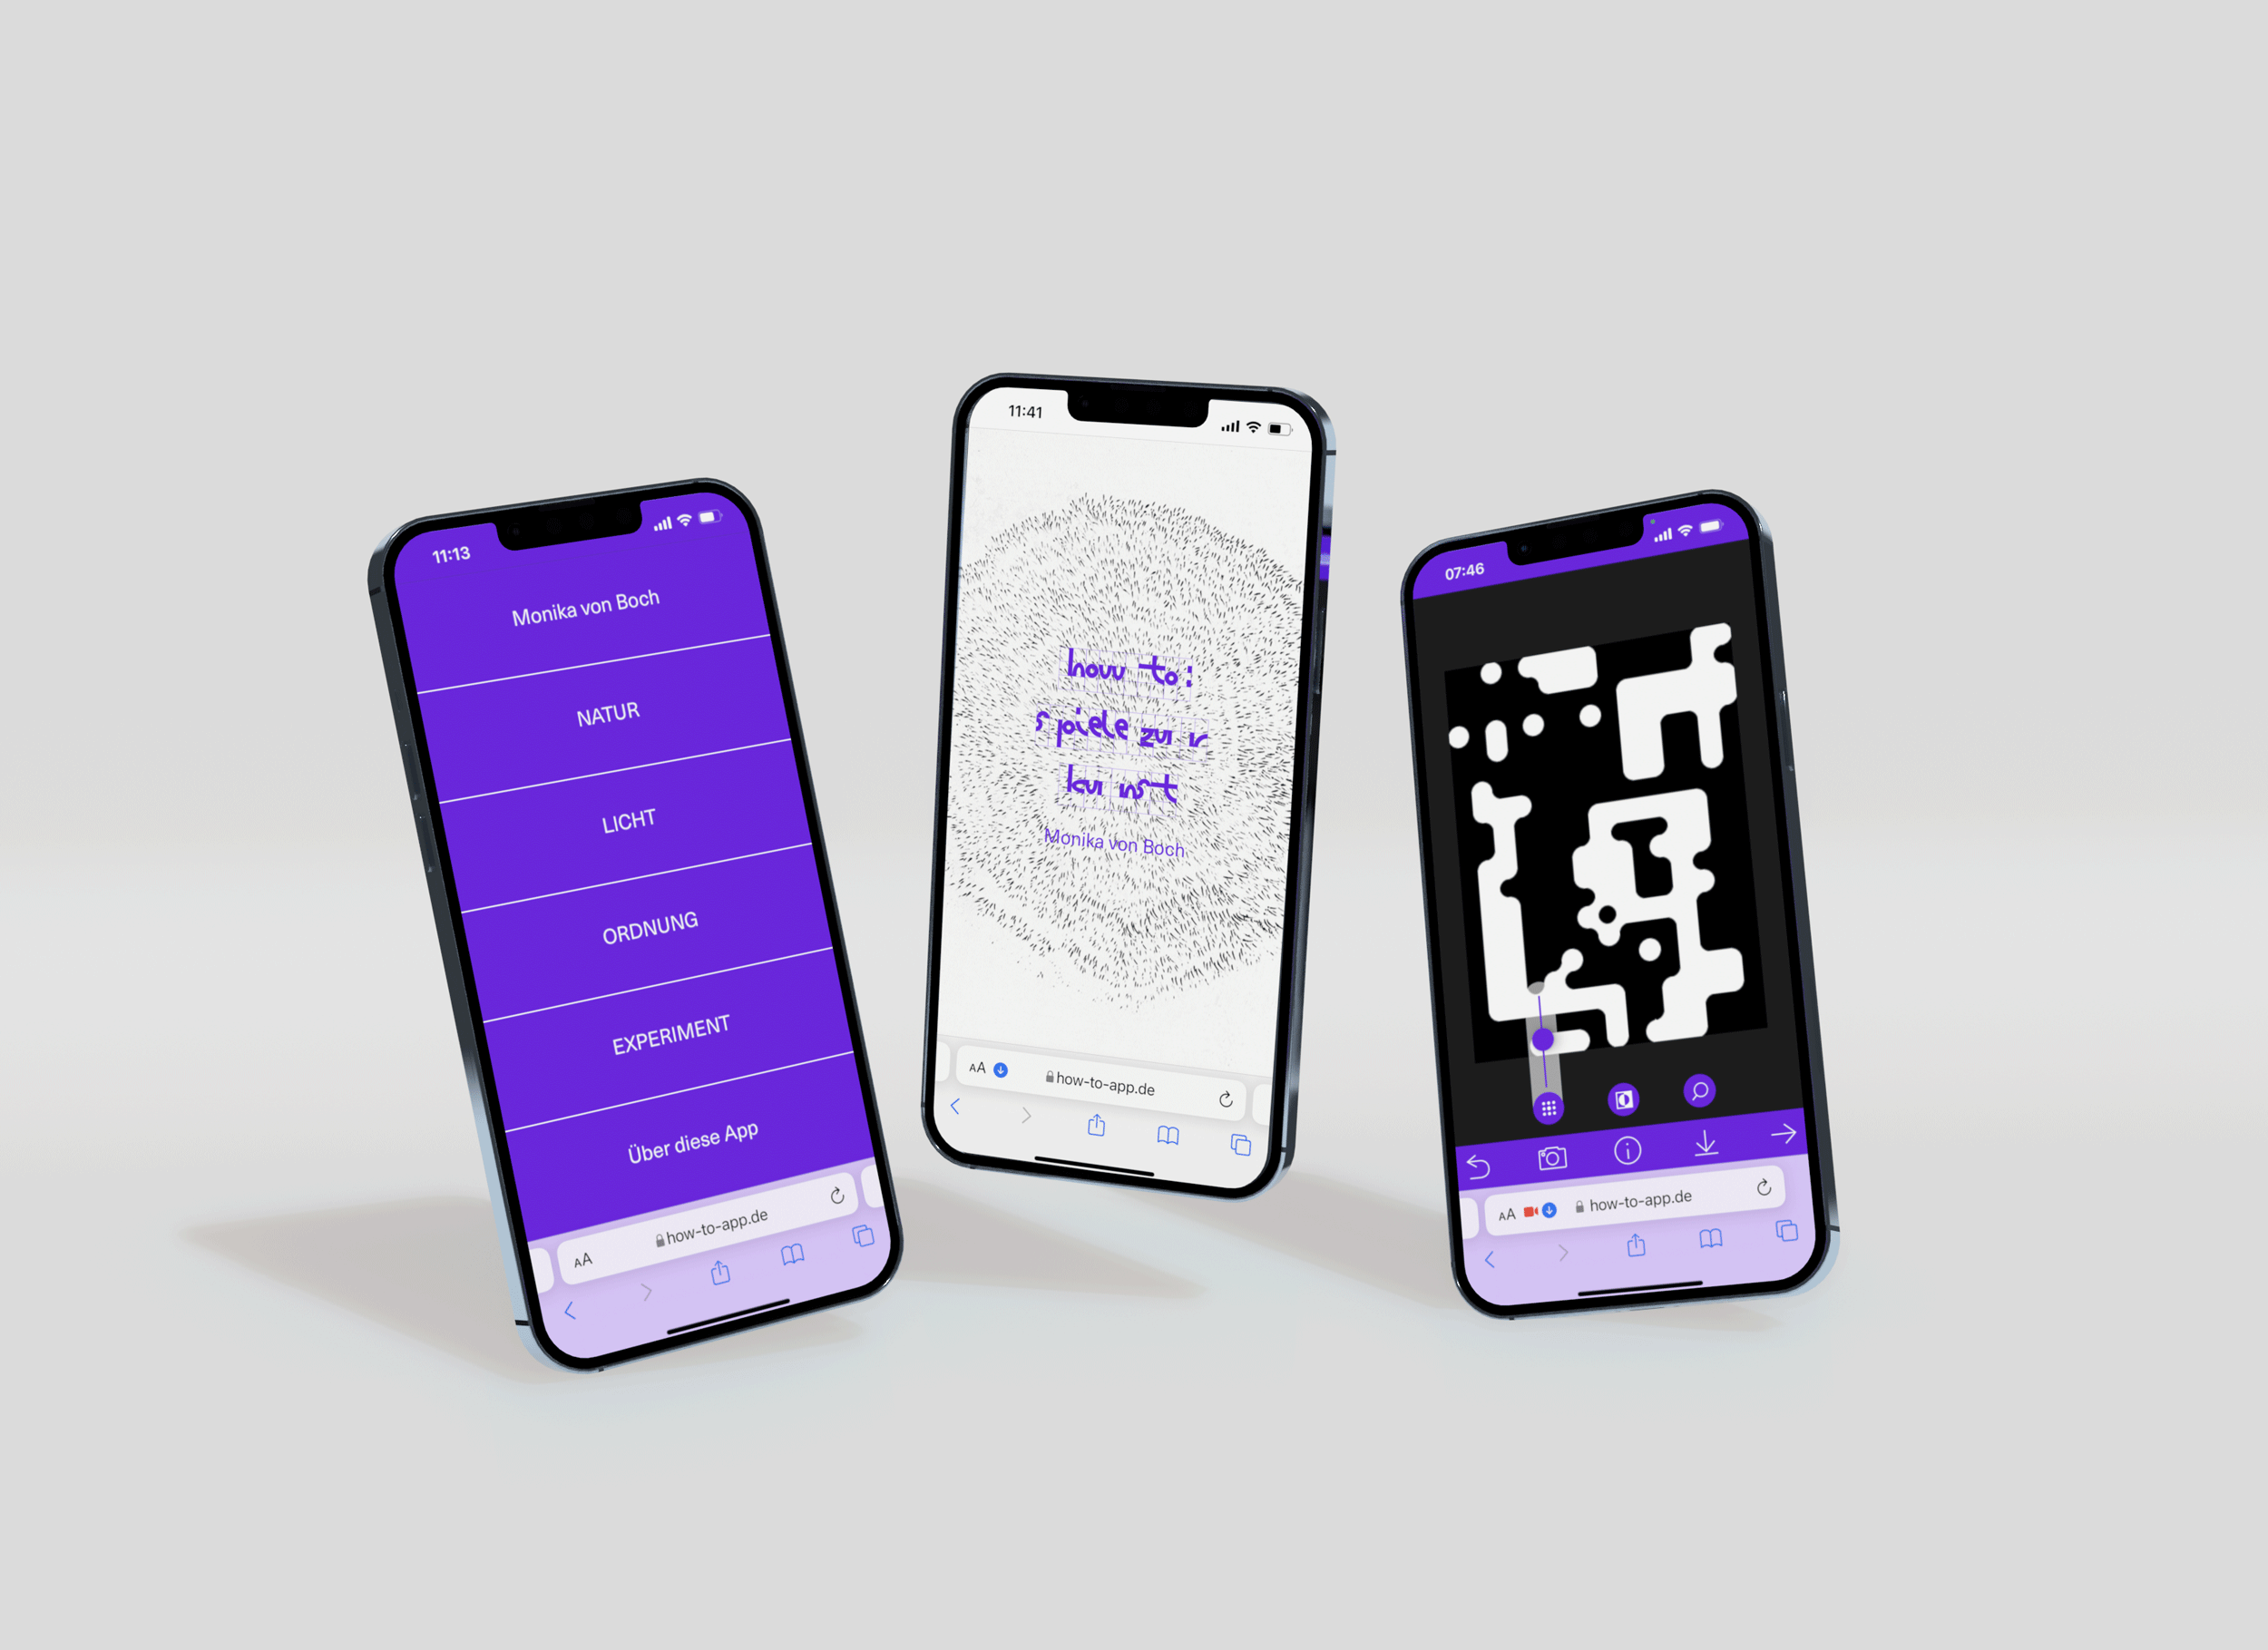 11:13
Monika von Boch
NATUR
LICHT
ORDNUNG
EXPERIMENT
Über diese App
AA how-to-app.de
11:41
how to:
spiele zur
kunst
Monika von Boch
AA how-to-app.de
07:46
AA how-to-app.de